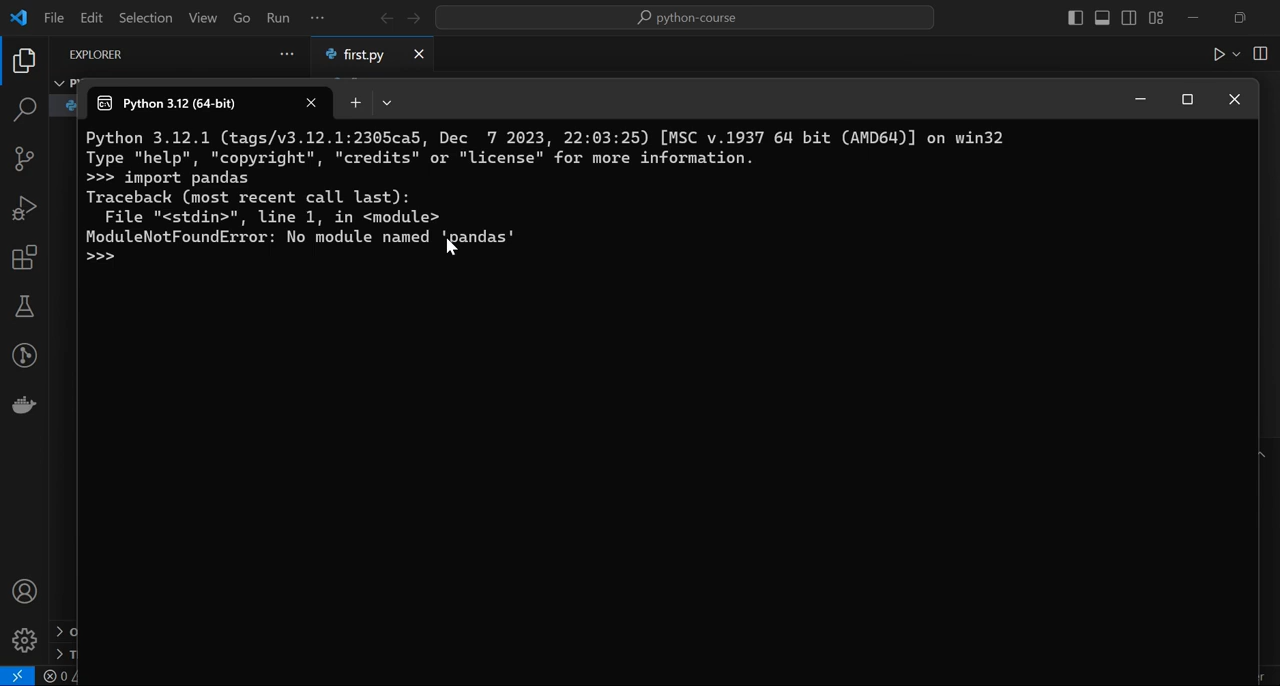 File Edit Selection View Go Run ··· python-course
EXPLORER ··· first.py
Python 3.12 (64-bit)
Python 3.12.1 (tags/v3.12.1:2305ca5, Dec  7 2023, 22:03:25) [MSC v.1937 64 bit (AMD64)] on win32
Type "help", "copyright", "credits" or "license" for more information.
>>> import pandas
Traceback (most recent call last):
  File "<stdin>", line 1, in <module>
ModuleNotFoundError: No module named 'pandas'
>>>
0